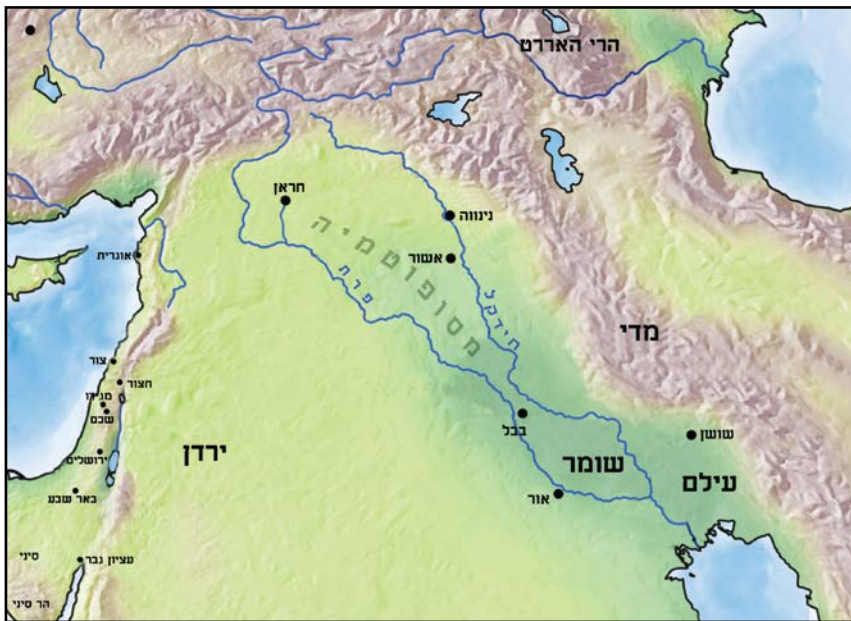 הרי האררט
חראן
נינווה
אוגרית
אשור
מסופוטמיה
פרת
חידקל
מדי
צור
חצור
מגידו
שכם
ירושלים
באר שבע
ירדן
בבל
שושן
שומר
עילם
אור
סיני
עציון גבר
הר סיני